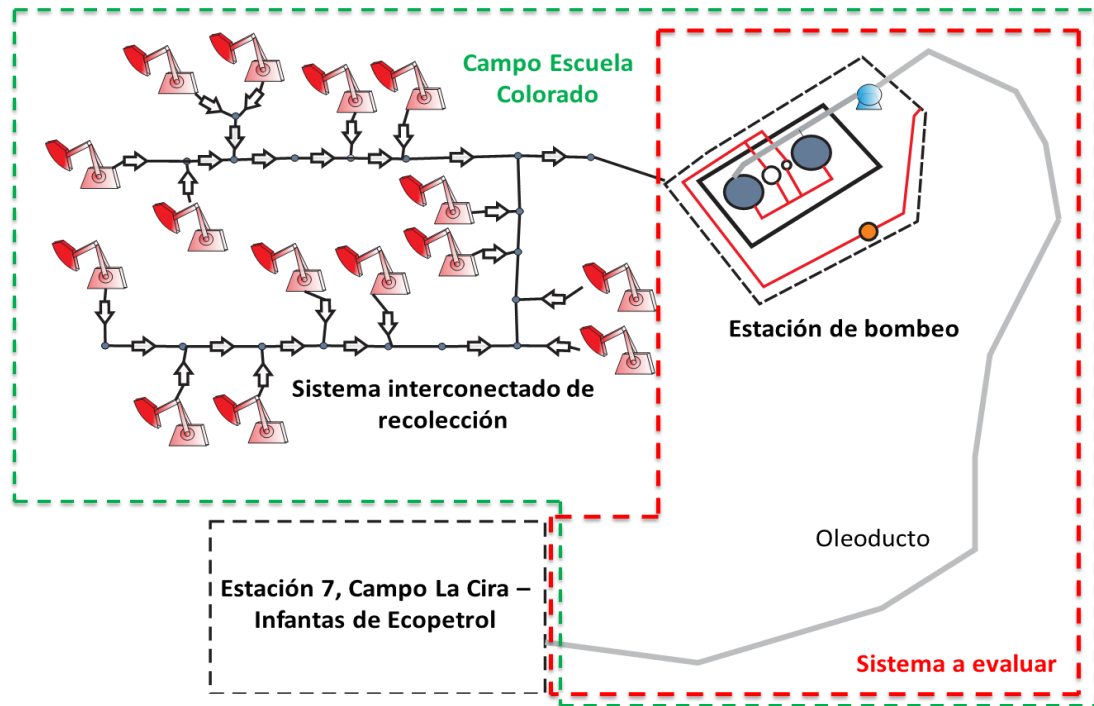 Campo Escuela
Colorado
Estación de bombeo
Sistema interconectado de
recolección
Oleoducto
Estación 7, Campo La Cira –
Infantas de Ecopetrol
Sistema a evaluar